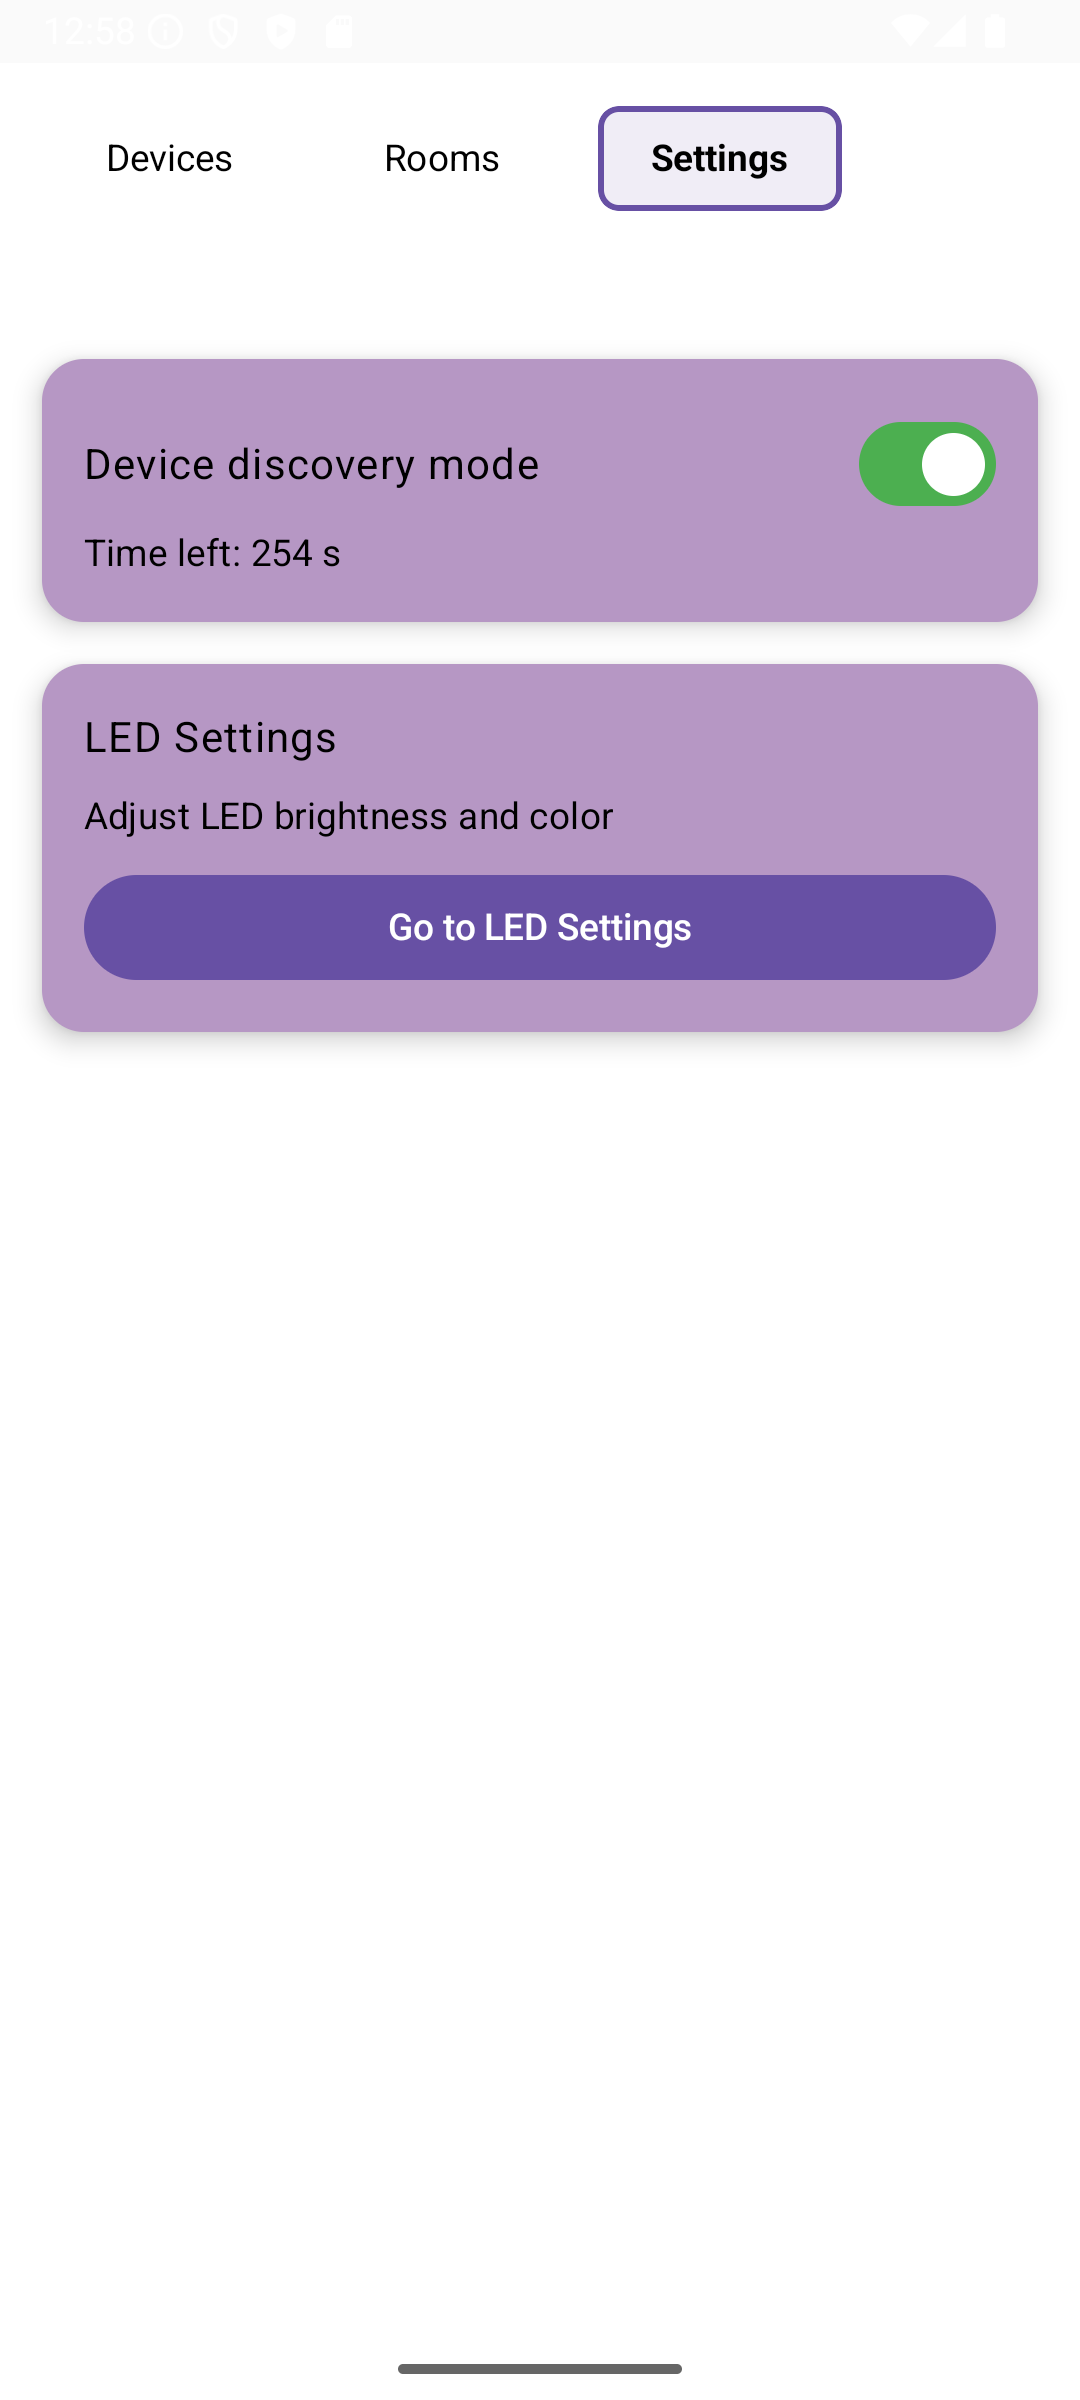 12:58
Devices
Rooms
Settings
Device discovery mode
Time left: 254 s
LED Settings
Adjust LED brightness and color
Go to LED Settings